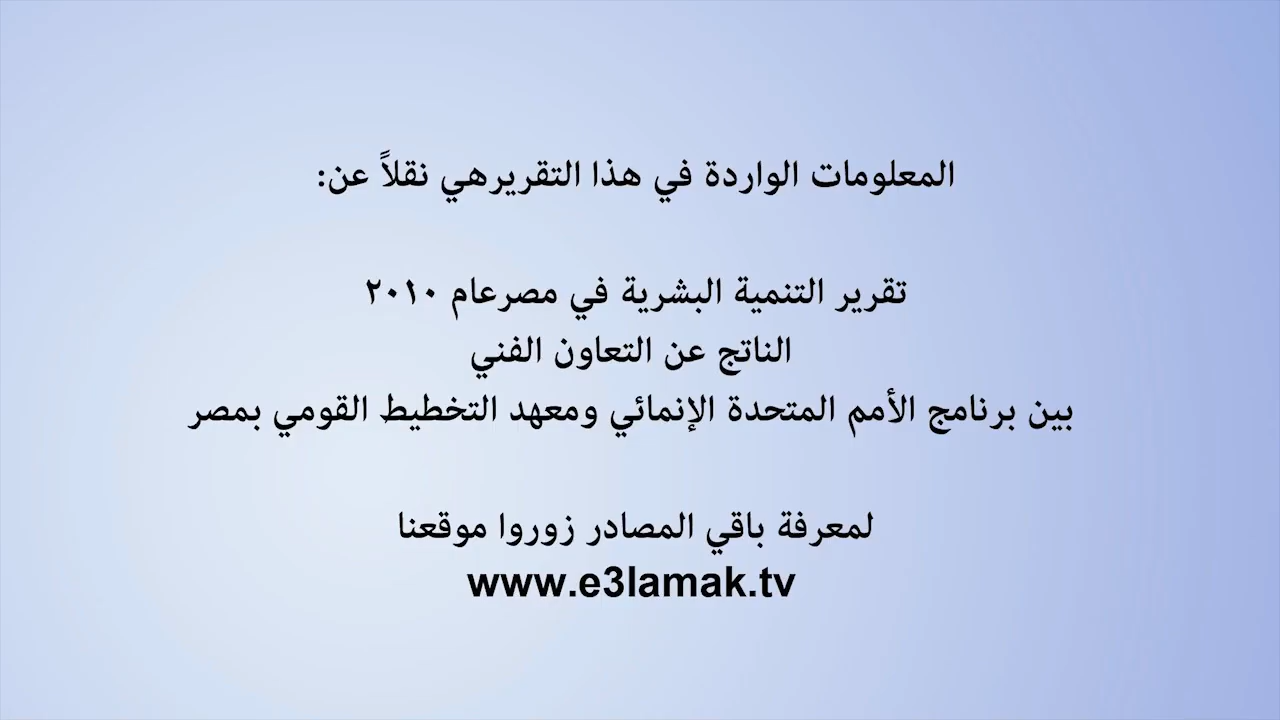 المعلومات الواردة في هذا التقريرهي نقلاً عن:
تقرير التنمية البشرية في مصرعام ٢٠١٠
الناتج عن التعاون الفني
بين برنامج الأمم المتحدة الإنمائي ومعهد التخطيط القومي بمصر
لمعرفة باقي المصادر زوروا موقعنا
www.e3lamak.tv